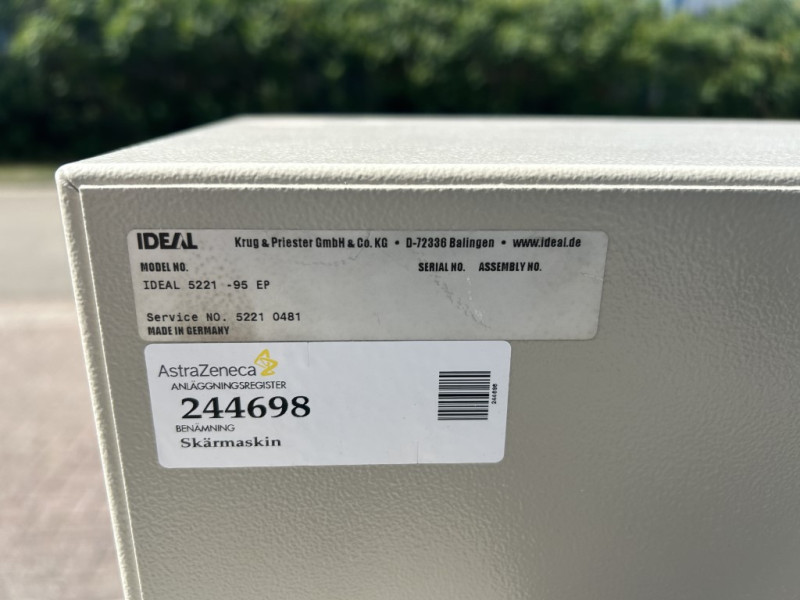 IDEAL Krug & Priester GmbH & Co. KG • D-72336 Balingen • www.ideal.de
MODEL NO. SERIAL NO. ASSEMBLY NO.
IDEAL 5221 -95 EP
Service NO. 5221 0481
MADE IN GERMANY
AstraZeneca
ANLÄGGNINGSREGISTER
244698
BENÄMNING
Skärmaskin
244698